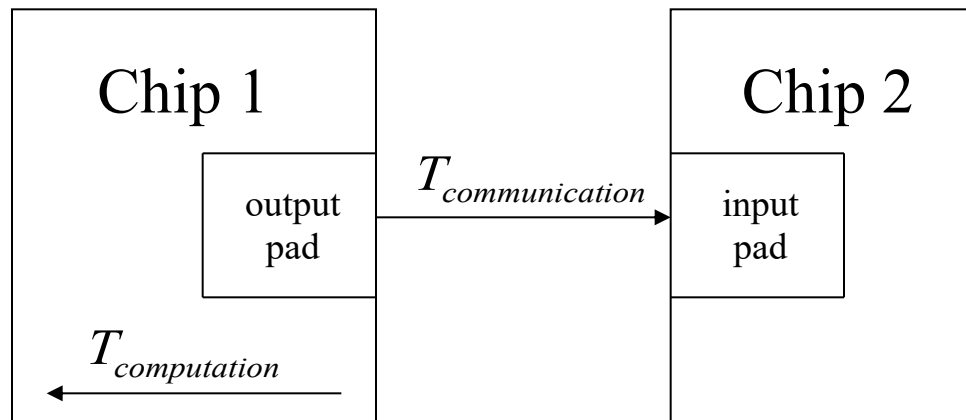 Chip 1
Chip 2
T_communication
output
pad
input
pad
T_computation